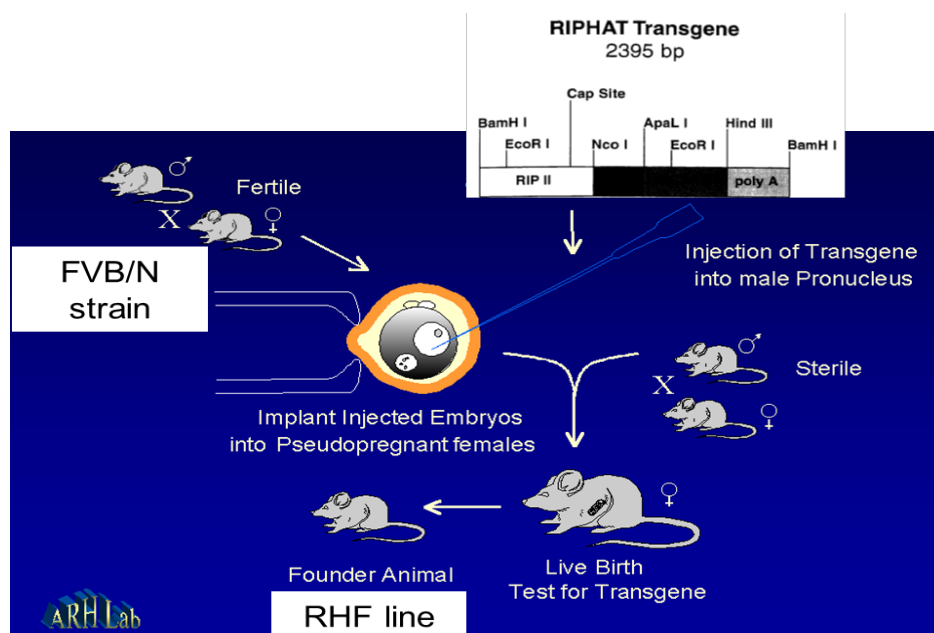 RIPHAT Transgene
2395 bp
Cap Site
BamH I
ApaL I
Hind III
EcoR I
Nco I
EcoR I
BamH I
RIP II
poly A
♂
Fertile
X
♀
FVB/N
strain
Injection of Transgene
into male Pronucleus
♂
Sterile
X
♀
Implant Injected Embryos
into Pseudopregnant females
♀
Live Birth
Test for Transgene
Founder Animal
RHF line
ARH Lab